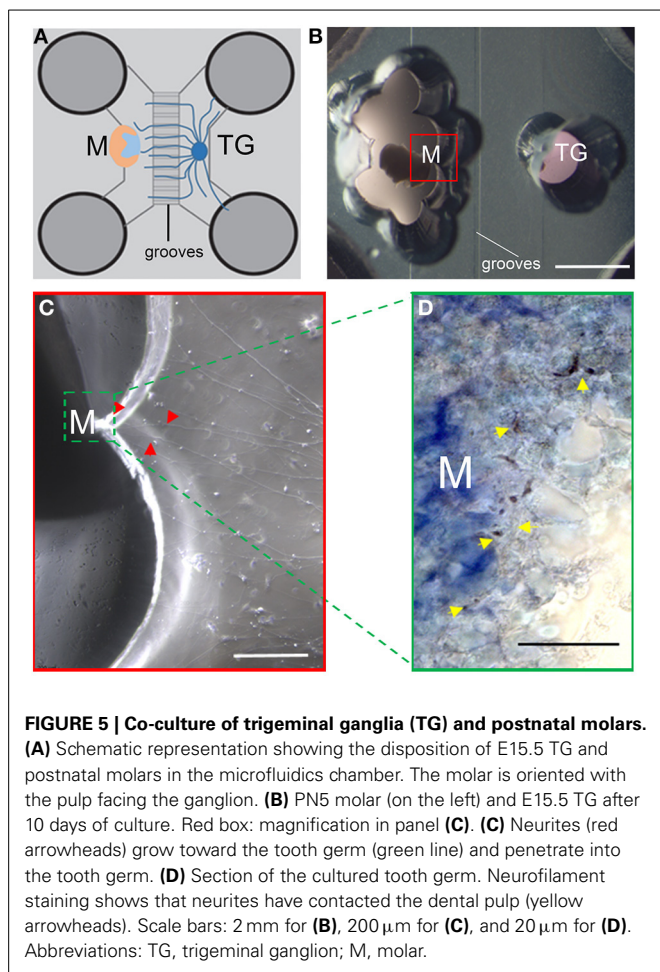 A
M
TG
grooves
B
M
TG
grooves
C
M
D
M
FIGURE 5 | Co-culture of trigeminal ganglia (TG) and postnatal molars.
(A) Schematic representation showing the disposition of E15.5 TG and
postnatal molars in the microfluidics chamber. The molar is oriented with
the pulp facing the ganglion. (B) PN5 molar (on the left) and E15.5 TG after
10 days of culture. Red box: magnification in panel (C). (C) Neurites (red
arrowheads) grow toward the tooth germ (green line) and penetrate into
the tooth germ. (D) Section of the cultured tooth germ. Neurofilament
staining shows that neurites have contacted the dental pulp (yellow
arrowheads). Scale bars: 2 mm for (B), 200 μm for (C), and 20 μm for (D).
Abbreviations: TG, trigeminal ganglion; M, molar.